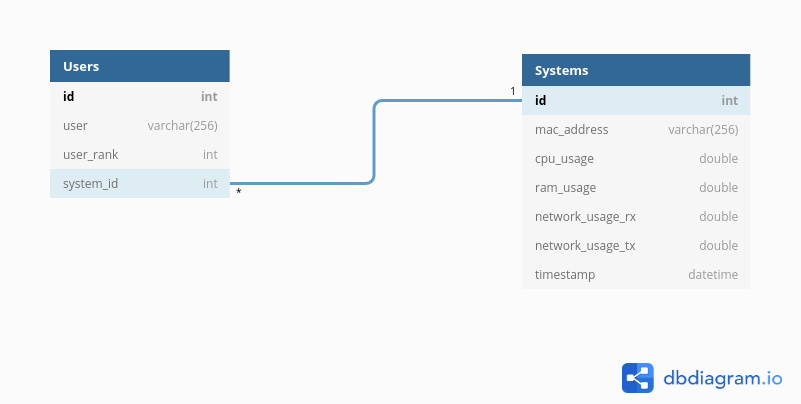 Users
id int
user varchar(256)
user_rank int
system_id int
*
1
Systems
id int
mac_address varchar(256)
cpu_usage double
ram_usage double
network_usage_rx double
network_usage_tx double
timestamp datetime
dbdiagram.io